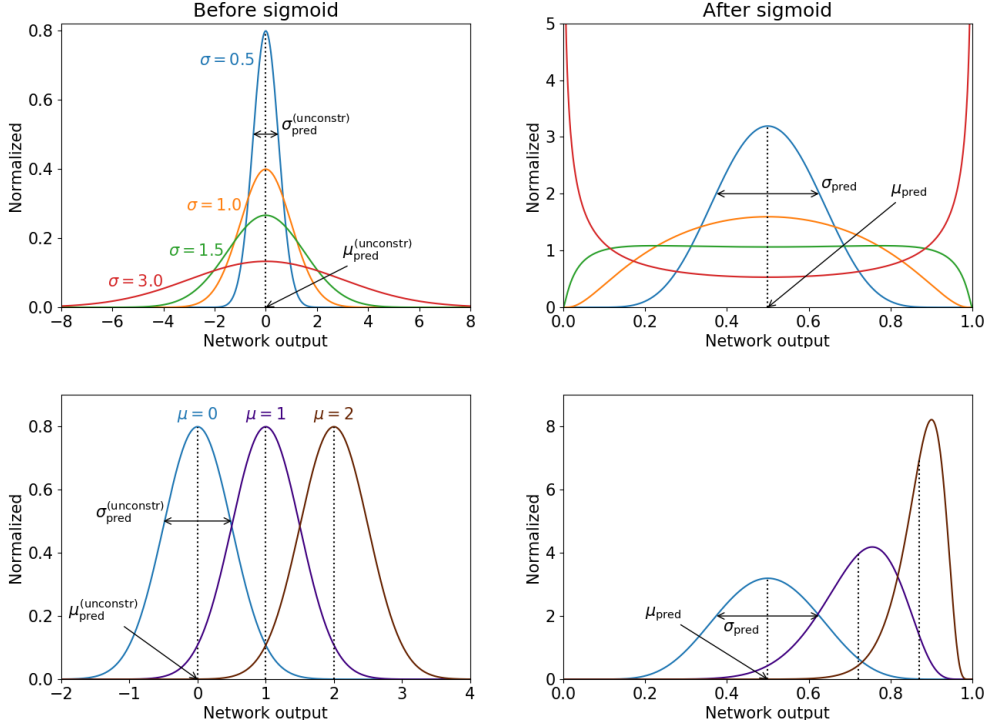 Before sigmoid
After sigmoid
Normalized
0.8
0.6
0.4
0.2
0.0
σ = 0.5
σ = 1.0
σ = 1.5
σ = 3.0
σ_pred^(unconstr)
μ_pred^(unconstr)
−8 −6 −4 −2 0 2 4 6 8
Network output
Normalized
5
4
3
2
1
0
σ_pred
μ_pred
0.0 0.2 0.4 0.6 0.8 1.0
Network output
Normalized
0.8
0.6
0.4
0.2
0.0
μ = 0 μ = 1 μ = 2
σ_pred^(unconstr)
μ_pred^(unconstr)
−2 −1 0 1 2 3 4
Network output
Normalized
8
6
4
2
0
μ_pred
σ_pred
0.0 0.2 0.4 0.6 0.8 1.0
Network output